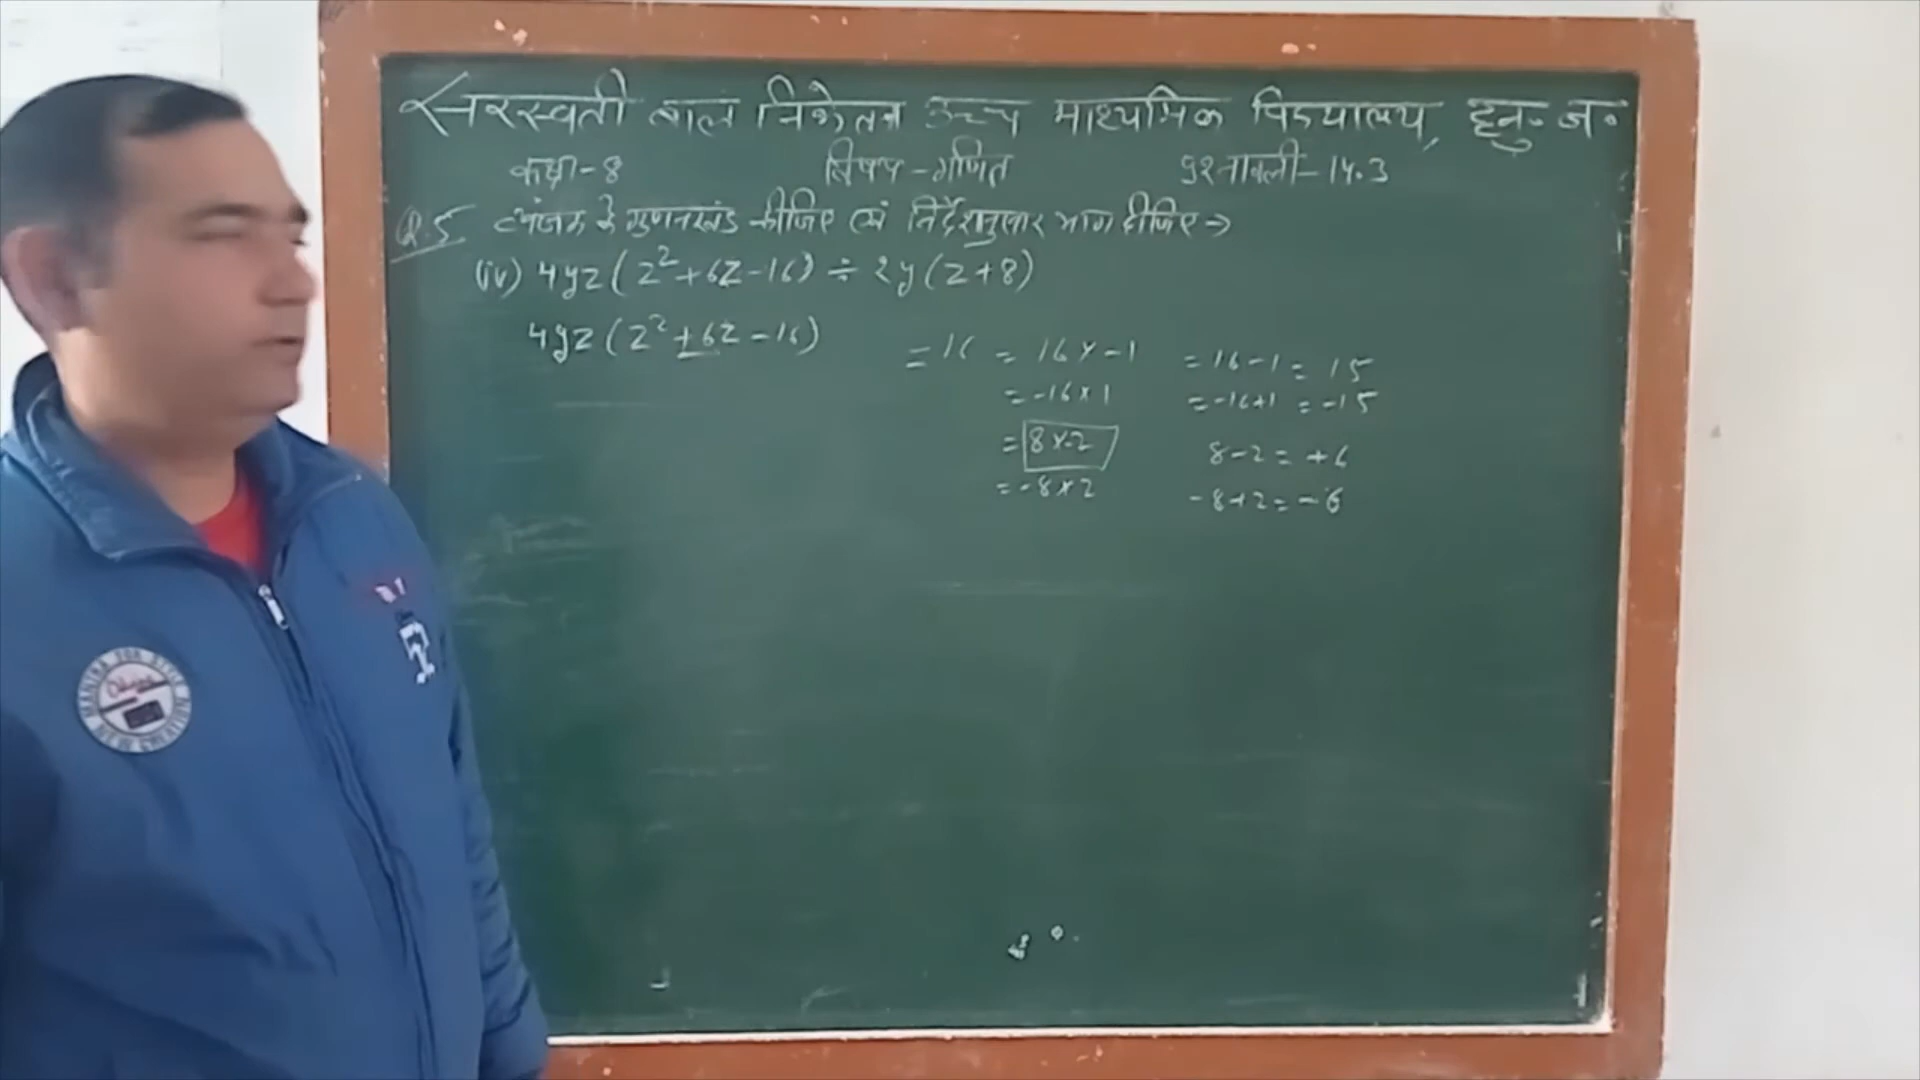 सरस्वती बाल निकेतन उच्च माध्यमिक विद्यालय, हनु॰ ज॰
कक्षा-8 विषय-गणित प्रश्नावली-14.3
Q.5 व्यंजक के गुणनखंड कीजिए एवं निर्देशानुसार भाग दीजिए →
(iv) 4yz(z²+6z-16) ÷ 2y(z+8)
4yz(z²+6z-16)
= 16 = 16×-1 = 16-1 = 15
= -16×1 = -16+1 = -15
= 8×-2 8-2 = +6
= -8×2 -8+2 = -6